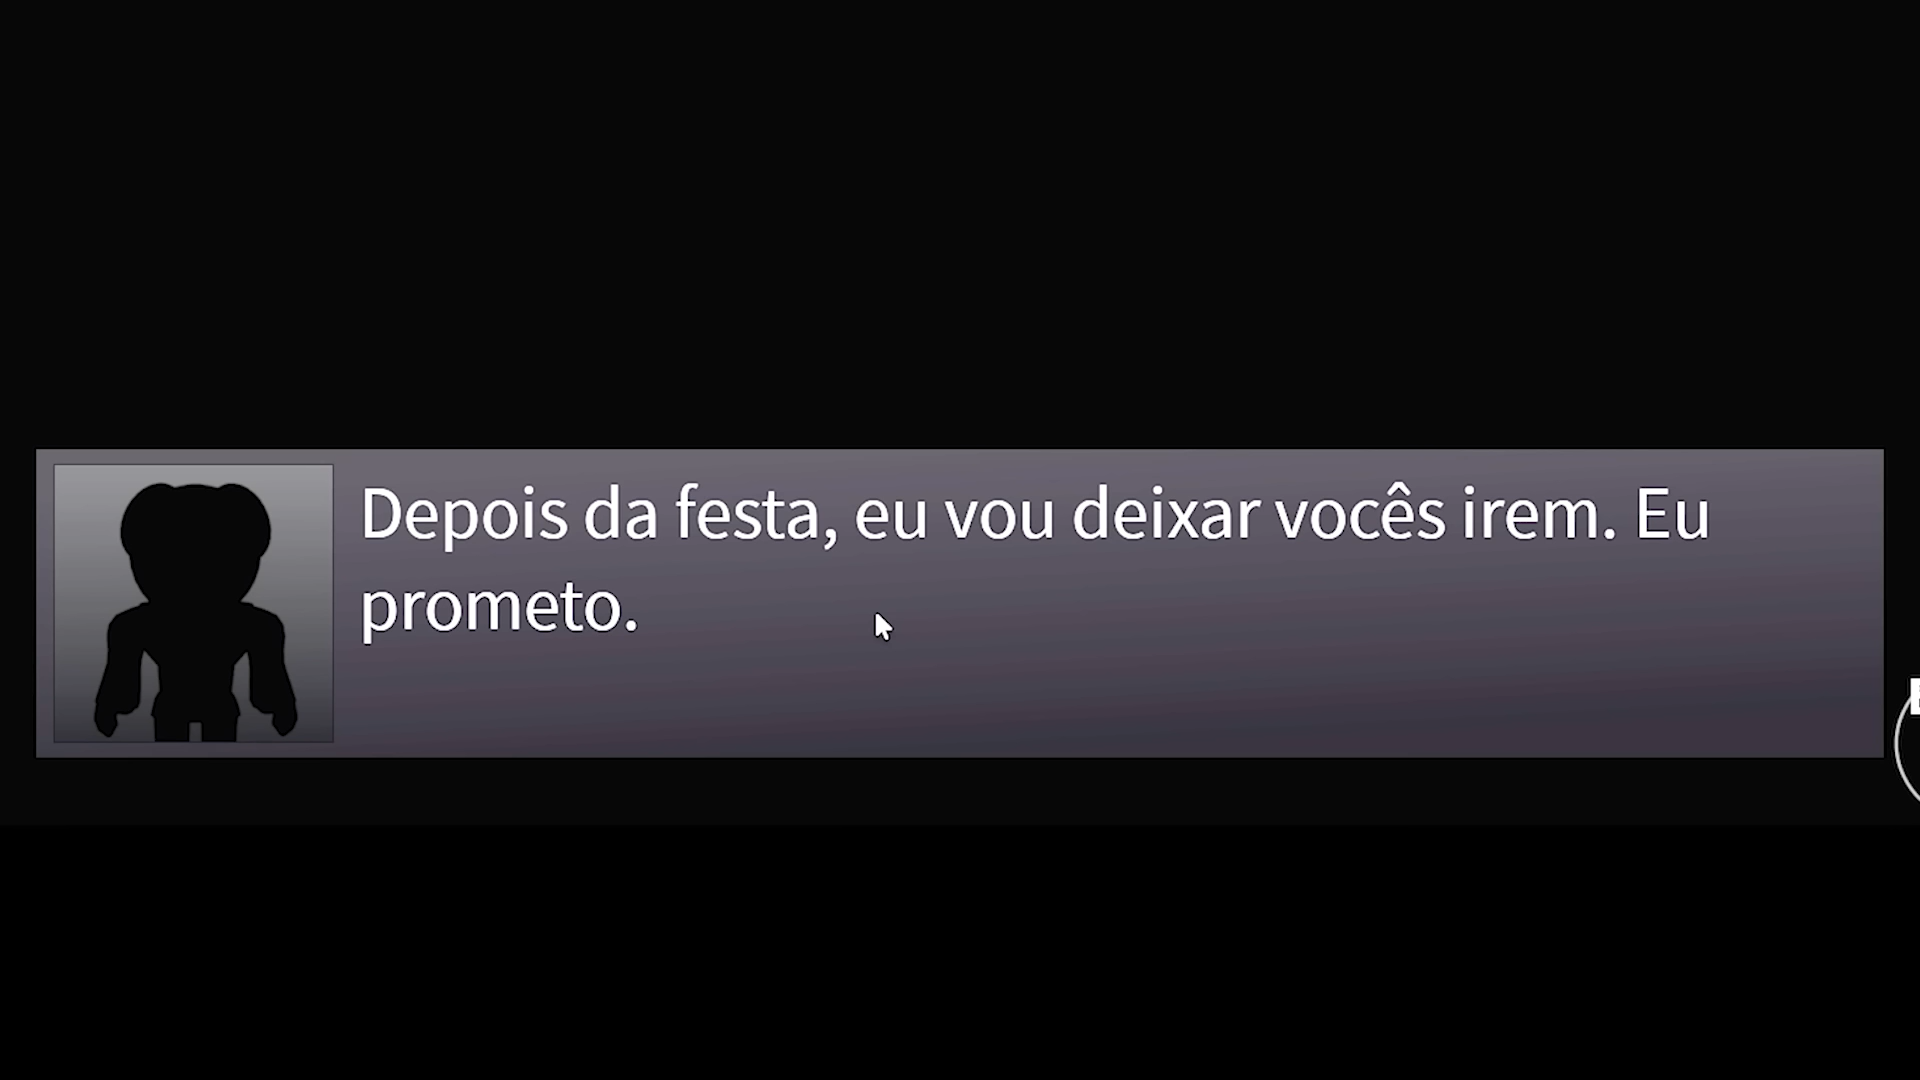 Depois da festa, eu vou deixar vocês irem. Eu
prometo.